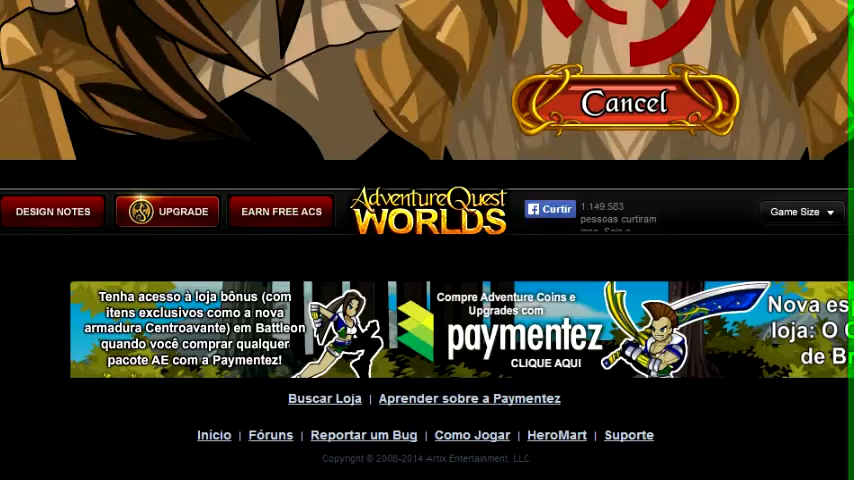 Cancel
DESIGN NOTES
UPGRADE
EARN FREE ACS
AdventureQuest
WORLDS
Curtir
1.149.583
pessoas curtiram
Game Size
Tenha acesso à loja bônus (com
itens exclusivos como a nova
armadura Centroavante) em Battleon
quando você comprar qualquer
pacote AE com a Paymentez!
Compre Adventure Coins e
Upgrades com
paymentez
CLIQUE AQUI
Nova es
loja: O
de B
Buscar Loja | Aprender sobre a Paymentez
Início | Fóruns | Reportar um Bug | Como Jogar | HeroMart | Suporte
Copyright © 2008-2014 Artix Entertainment, LLC